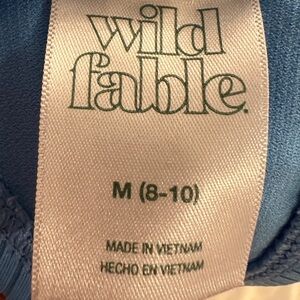 wild
fable.
M (8-10)
MADE IN VIETNAM
HECHO EN VIETNAM